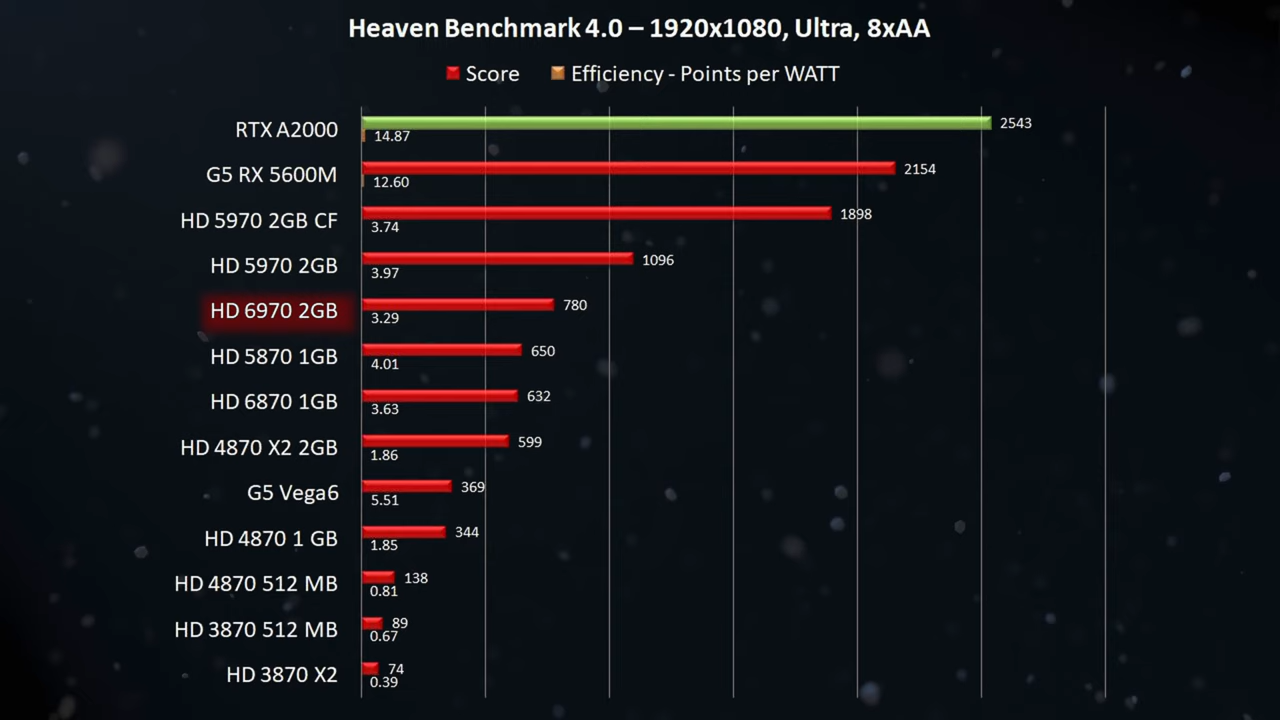 Heaven Benchmark 4.0 – 1920x1080, Ultra, 8xAA
Score Efficiency - Points per WATT
RTX A2000 2543
14.87
G5 RX 5600M 2154
12.60
HD 5970 2GB CF 1898
3.74
HD 5970 2GB 1096
3.97
HD 6970 2GB 780
3.29
HD 5870 1GB 650
4.01
HD 6870 1GB 632
3.63
HD 4870 X2 2GB 599
1.86
G5 Vega6 369
5.51
HD 4870 1 GB 344
1.85
HD 4870 512 MB 138
0.81
HD 3870 512 MB 89
0.67
HD 3870 X2 74
0.39